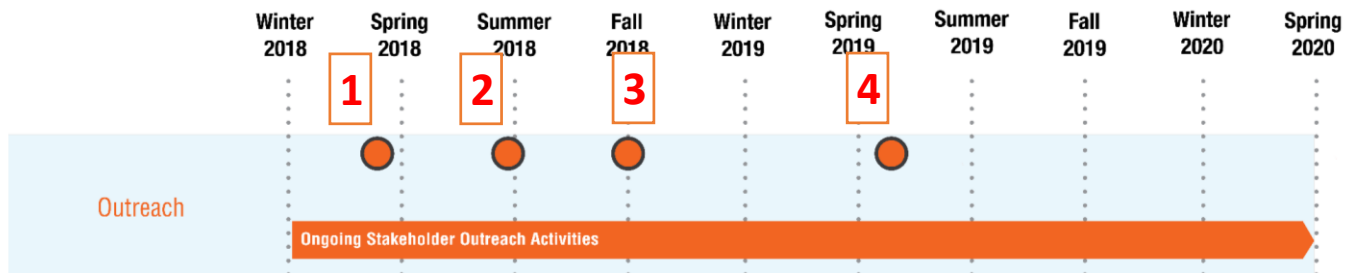 Winter Spring Summer Fall Winter Spring Summer Fall Winter Spring
2018 2018 2018 2018 2019 2019 2019 2019 2020 2020
1 2 3 4
Outreach
Ongoing Stakeholder Outreach Activities